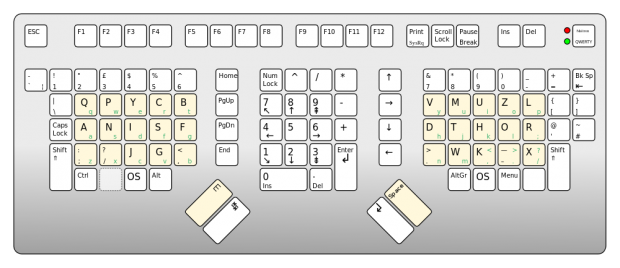 ESC F1 F2 F3 F4 F5 F6 F7 F8 F9 F10 F11 F12 Print SysRq Scroll Lock Pause Break Ins Del QWERTY
- ! 1 " 2 £ 3 $ 4 % 5 ^ 6 Home Num Lock ^ / * ↑ & 7 * 8 ( 9 ) 0 _ - + = Bk Sp ⇤
| \ Q q P w Y e C r B t PgUp 7 ↖ 8 ↑ 9 ⇞ - → V y M u U i Z o L p { [ } ]
Caps Lock A a N s I d S f F g PgDn 4 ← 5 6 → + ↓ D h T j H k O l R ; @ ' ~ #
Shift ⇑ : ; z ? / x J c G v < , b End 1 ↘ 2 ↓ 3 ⇟ Enter ↲ ← > . n W m K < , - > . X ? / Shift ⇑
Ctrl OS Alt 0 Ins . Del AltGr OS Menu
E Space